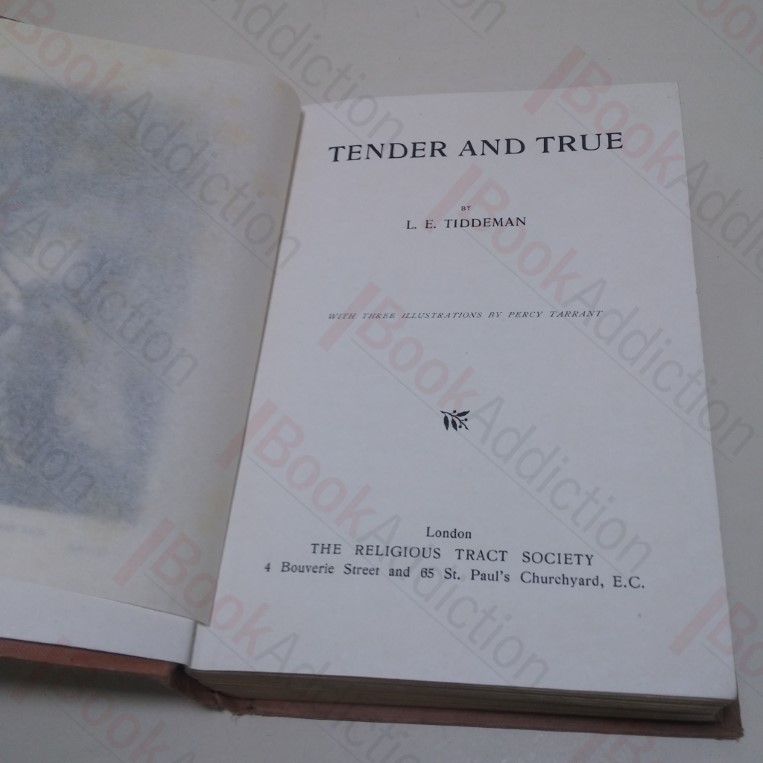 TENDER AND TRUE
BY
L. E. TIDDEMAN
WITH THREE ILLUSTRATIONS BY PERCY TARRANT
London
THE RELIGIOUS TRACT SOCIETY
4 Bouverie Street and 65 St. Paul's Churchyard, E.C.
BookAddiction